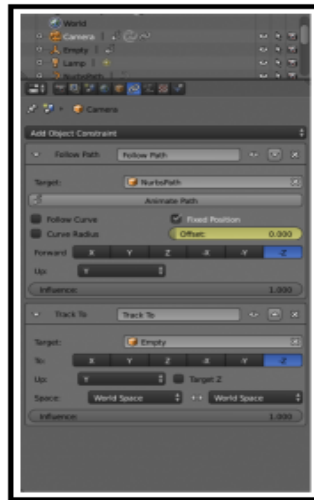 World
Camera
Empty
Lamp
NurbsPath
Camera
Add Object Constraint
Follow Path Follow Path
Target: NurbsPath
Animate Path
Follow Curve Fixed Position
Curve Radius Offset: 0.000
Forward X Y Z -X -Y -Z
Up: Y
Influence: 1.000
Track To Track To
Target: Empty
To: X Y Z -X -Y -Z
Up: Y Target Z
Space: World Space World Space
Influence: 1.000